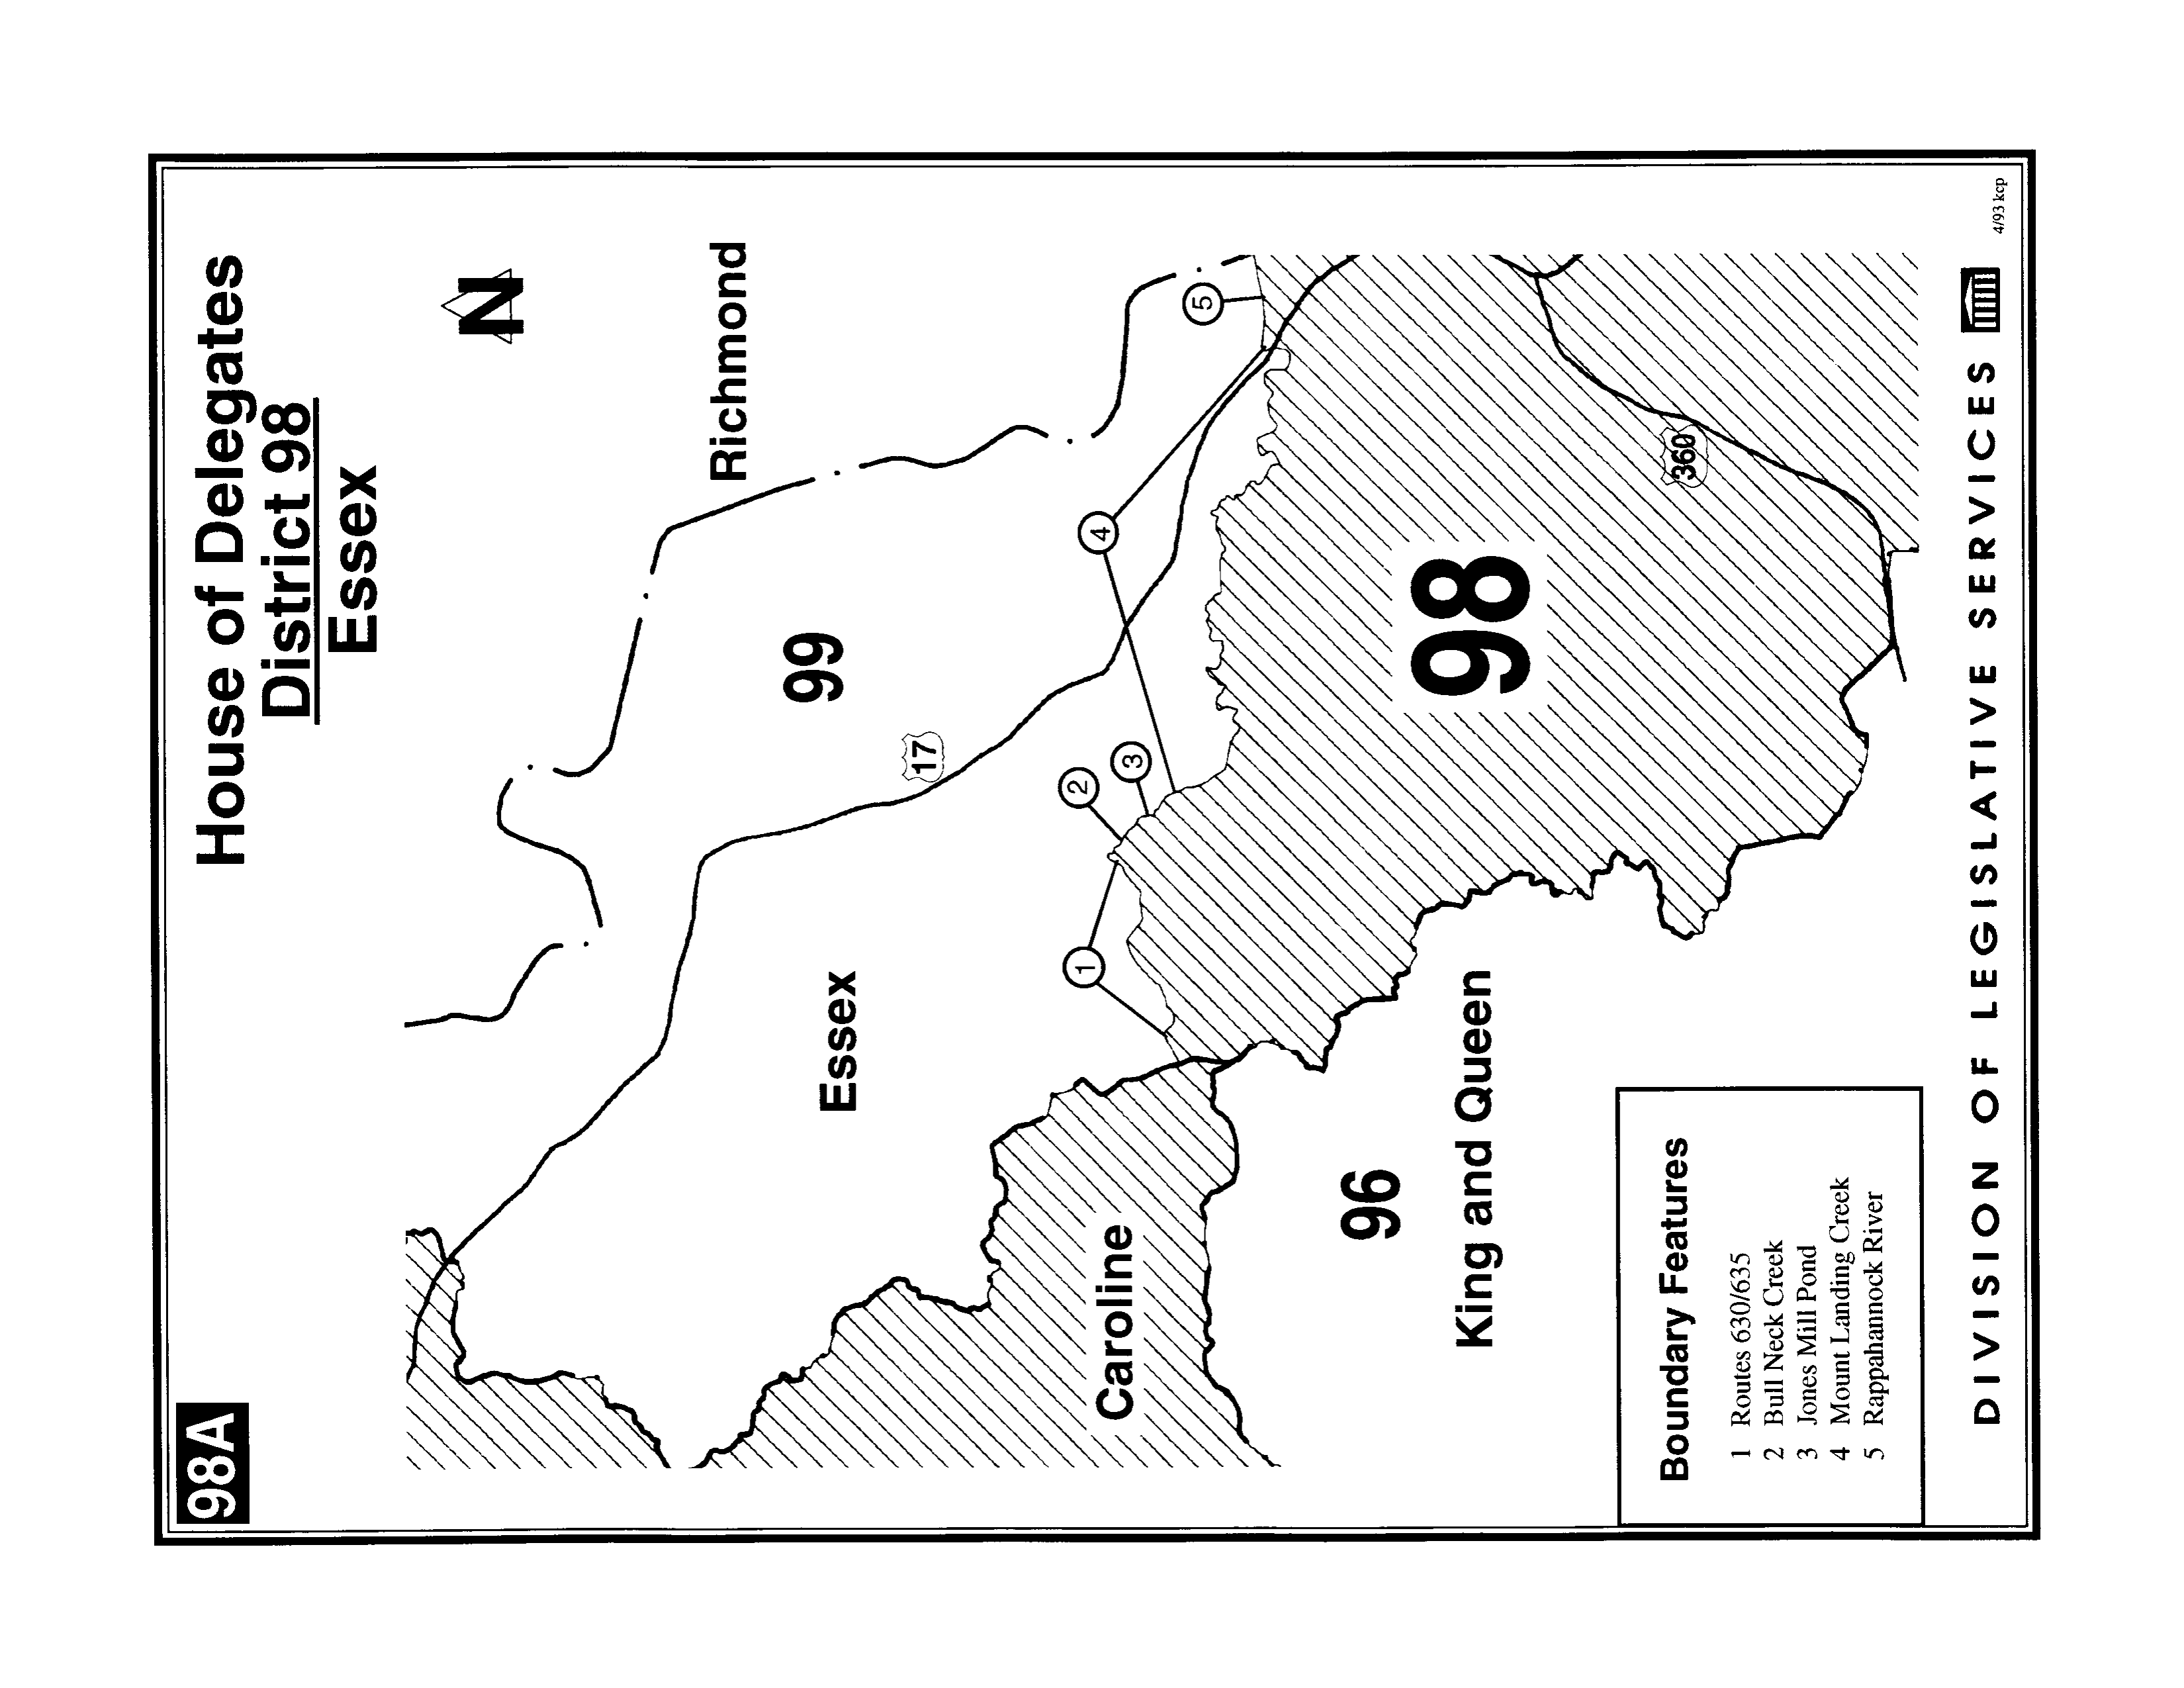 98A
House of Delegates
District 98
Essex
N
Richmond
99
17
Essex
5
4
3
2
1
98
360
Caroline
96
King and Queen
Boundary Features
1 Routes 630/635
2 Bull Neck Creek
3 Jones Mill Pond
4 Mount Landing Creek
5 Rappahannock River
DIVISION OF LEGISLATIVE SERVICES
4/93 kcp